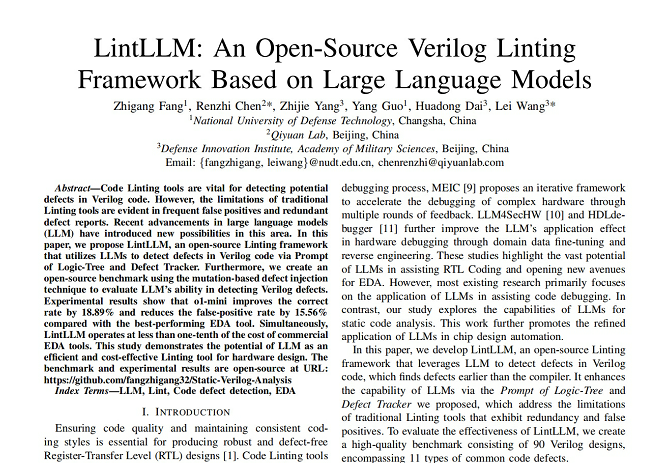 LintLLM: An Open-Source Verilog Linting
Framework Based on Large Language Models
Zhigang Fang1, Renzhi Chen2*, Zhijie Yang3, Yang Guo1, Huadong Dai3, Lei Wang3*
1National University of Defense Technology, Changsha, China
2Qiyuan Lab, Beijing, China
3Defense Innovation Institute, Academy of Military Sciences, Beijing, China
Email: {fangzhigang, leiwang}@nudt.edu.cn, chenrenzhi@qiyuanlab.com
Abstract—Code Linting tools are vital for detecting potential
defects in Verilog code. However, the limitations of traditional
Linting tools are evident in frequent false positives and redundant
defect reports. Recent advancements in large language models
(LLM) have introduced new possibilities in this area. In this
paper, we propose LintLLM, an open-source Linting framework
that utilizes LLMs to detect defects in Verilog code via Prompt
of Logic-Tree and Defect Tracker. Furthermore, we create an
open-source benchmark using the mutation-based defect injection
technique to evaluate LLM's ability in detecting Verilog defects.
Experimental results show that o1-mini improves the correct
rate by 18.89% and reduces the false-positive rate by 15.56%
compared with the best-performing EDA tool. Simultaneously,
LintLLM operates at less than one-tenth of the cost of commercial
EDA tools. This study demonstrates the potential of LLM as an
efficient and cost-effective Linting tool for hardware design. The
benchmark and experimental results are open-source at URL:
https://github.com/fangzhigang32/Static-Verilog-Analysis
Index Terms—LLM, Lint, Code defect detection, EDA
I. INTRODUCTION
Ensuring code quality and maintaining consistent cod-
ing styles is essential for producing robust and defect-free
Register-Transfer Level (RTL) designs [1]. Code Linting tools
debugging process, MEIC [9] proposes an iterative framework
to accelerate the debugging of complex hardware through
multiple rounds of feedback. LLM4SecHW [10] and HDLde-
bugger [11] further improve the LLM's application effect
in hardware debugging through domain data fine-tuning and
reverse engineering. These studies highlight the vast potential
of LLMs in assisting RTL Coding and opening new avenues
for EDA. However, most existing research primarily focuses
on the application of LLMs in assisting code debugging. In
contrast, our study explores the capabilities of LLMs for
static code analysis. This work further promotes the refined
application of LLMs in chip design automation.
In this paper, we develop LintLLM, an open-source Linting
framework that leverages LLM to detect defects in Verilog
code, which finds defects earlier than the compiler. It enhances
the capability of LLMs via the Prompt of Logic-Tree and
Defect Tracker we proposed, which address the limitations
of traditional Linting tools that exhibit redundancy and false
positives. To evaluate the effectiveness of LintLLM, we create
a high-quality benchmark consisting of 90 Verilog designs,
encompassing 11 types of common code defects.